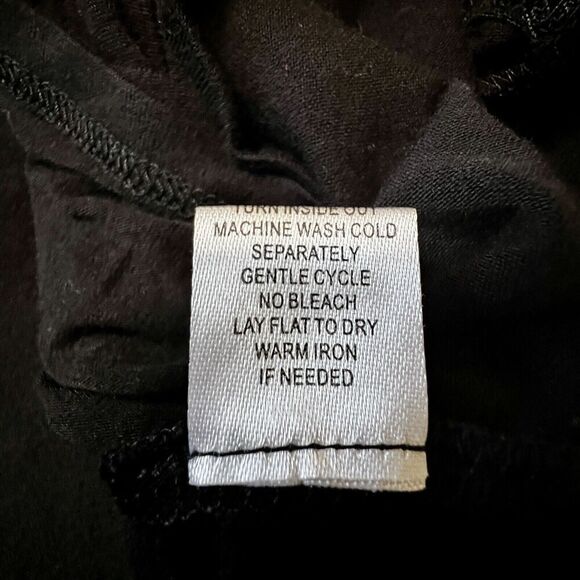 TURN INSIDE OUT
MACHINE WASH COLD
SEPARATELY
GENTLE CYCLE
NO BLEACH
LAY FLAT TO DRY
WARM IRON
IF NEEDED